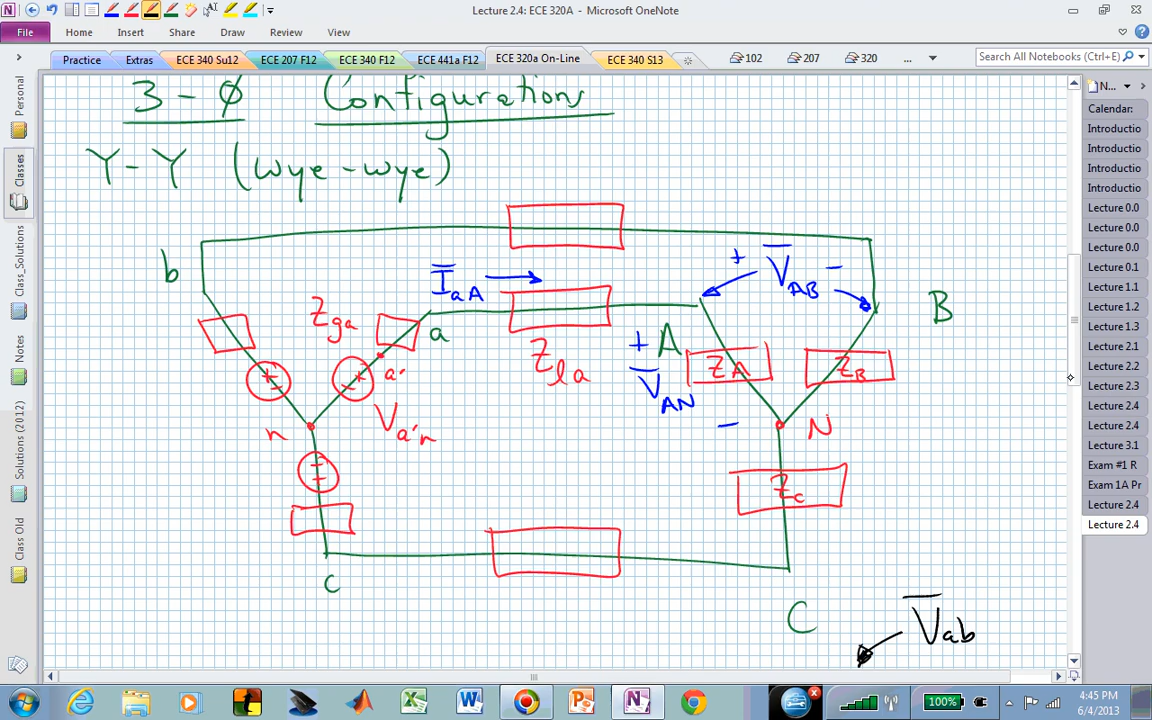 Lecture 2.4: ECE 320A - Microsoft OneNote
File Home Insert Share Draw Review View
Practice Extras ECE 340 Su12 ECE 207 F12 ECE 340 F12 ECE 441a F12 ECE 320a On-Line ECE 340 S13 102 207 320 ... Search All Notebooks (Ctrl+E)
Personal
Classes
Class_Solutions
Notes
Solutions (2012)
Class Old
3-Ø Configurations
Y-Y (wye-wye)
b
I̅aA
+ V̅AB -
B
Zga
a
a'
Va'n
n
Zla
A
+
V̅AN
-
ZA
ZB
N
Zc
c
C
V̅ab
N...
Calendar:
Introductio
Introductio
Introductio
Introductio
Lecture 0.0
Lecture 0.0
Lecture 0.0
Lecture 0.1
Lecture 1.1
Lecture 1.2
Lecture 1.3
Lecture 2.1
Lecture 2.2
Lecture 2.3
Lecture 2.4
Lecture 2.4
Lecture 3.1
Exam #1 R
Exam 1A Pr
Lecture 2.4
Lecture 2.4
100%
4:45 PM
6/4/2013